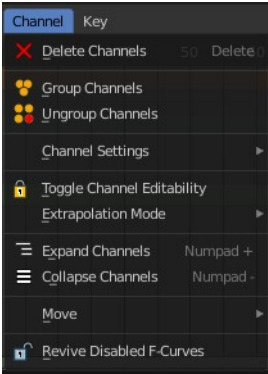 Channel Key
Delete Channels 50 Delete
Group Channels
Ungroup Channels
Channel Settings
Toggle Channel Editability
Extrapolation Mode
Expand Channels Numpad +
Collapse Channels Numpad -
Move
Revive Disabled F-Curves